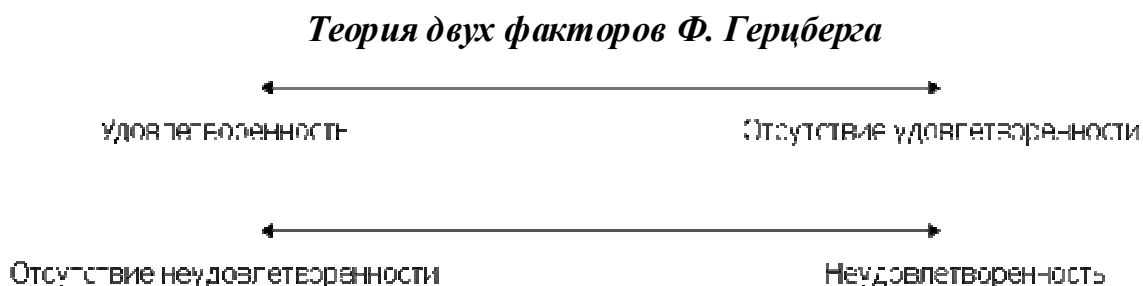 Теория двух факторов Ф. Герцберга
Удовлетворенность Отсутствие удовлетворенности
Отсутствие неудовлетворенности Неудовлетворенность